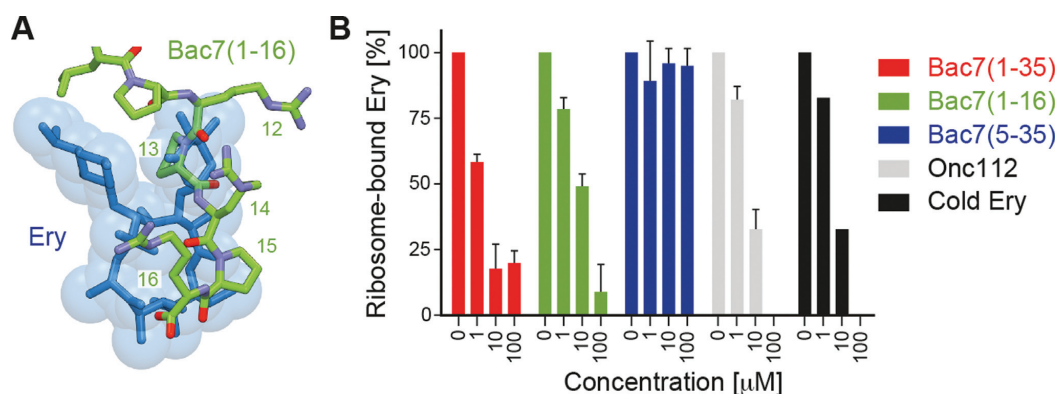 A
Bac7(1-16)
12
13
14
15
16
Ery
B
Ribosome-bound Ery [%]
100
75
50
25
0
0 1 10 100 0 1 10 100 0 1 10 100 0 1 10 100 0 1 10 100
Concentration [μM]
Bac7(1-35)
Bac7(1-16)
Bac7(5-35)
Onc112
Cold Ery